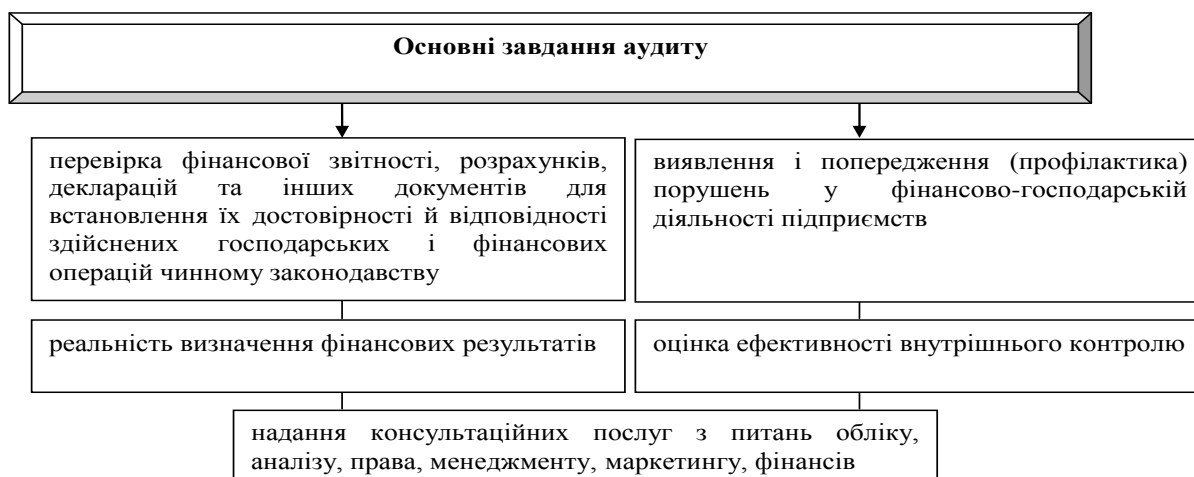 Основні завдання аудиту
перевірка фінансової звітності, розрахунків,
декларацій та інших документів для
встановлення їх достовірності й відповідності
здійснених господарських і фінансових
операцій чинному законодавству
виявлення і попередження (профілактика)
порушень у фінансово-господарській
діяльності підприємств
реальність визначення фінансових результатів
оцінка ефективності внутрішнього контролю
надання консультаційних послуг з питань обліку,
аналізу, права, менеджменту, маркетингу, фінансів